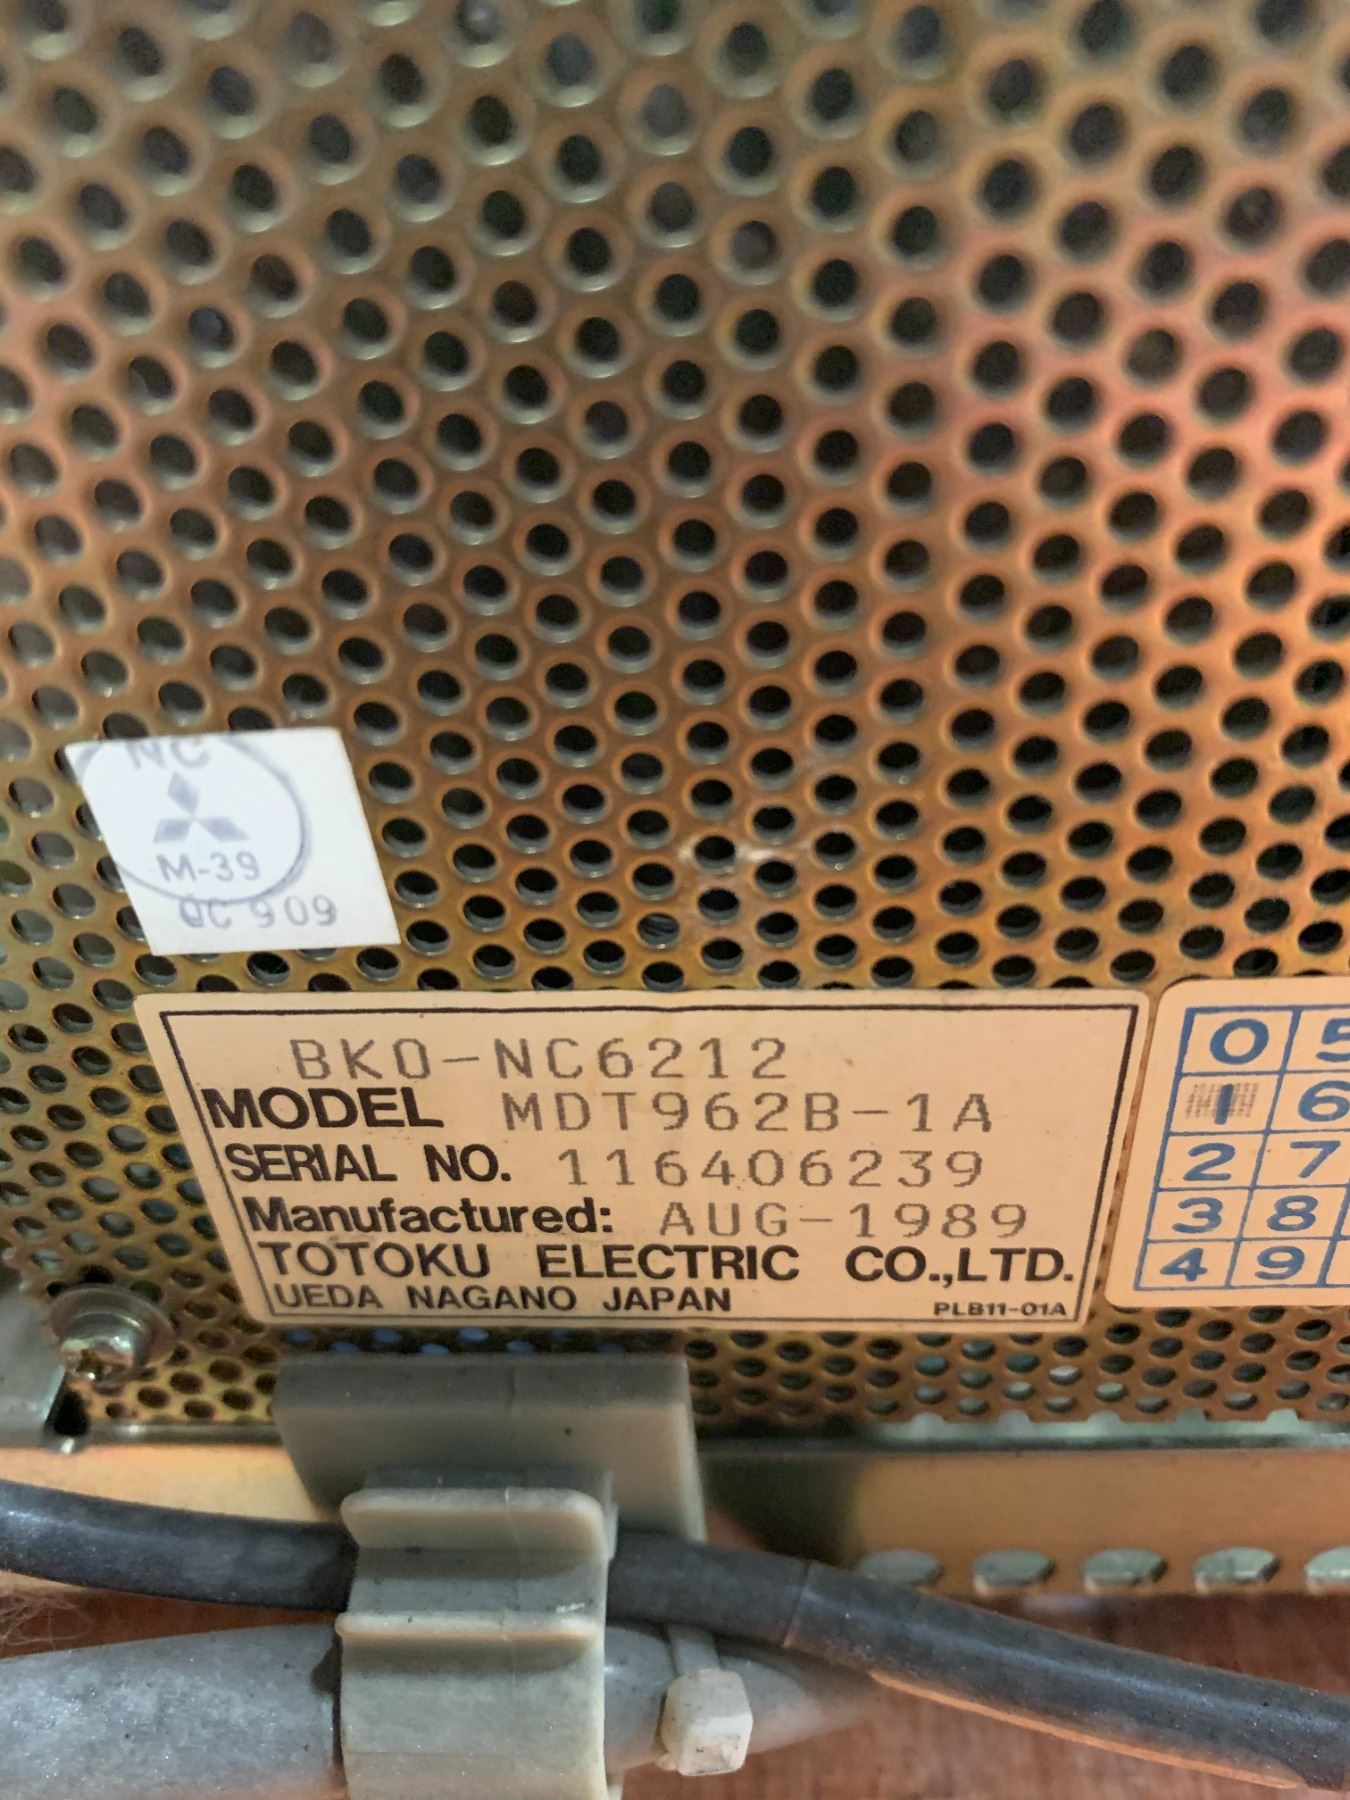 NC
M-39
QC 909
BKO-NC6212
MODEL MDT962B-1A
SERIAL NO. 116406239
Manufactured: AUG-1989
TOTOKU ELECTRIC CO.,LTD.
UEDA NAGANO JAPAN PLB11-01A
0 5
1 6
2 7
3 8
4 9